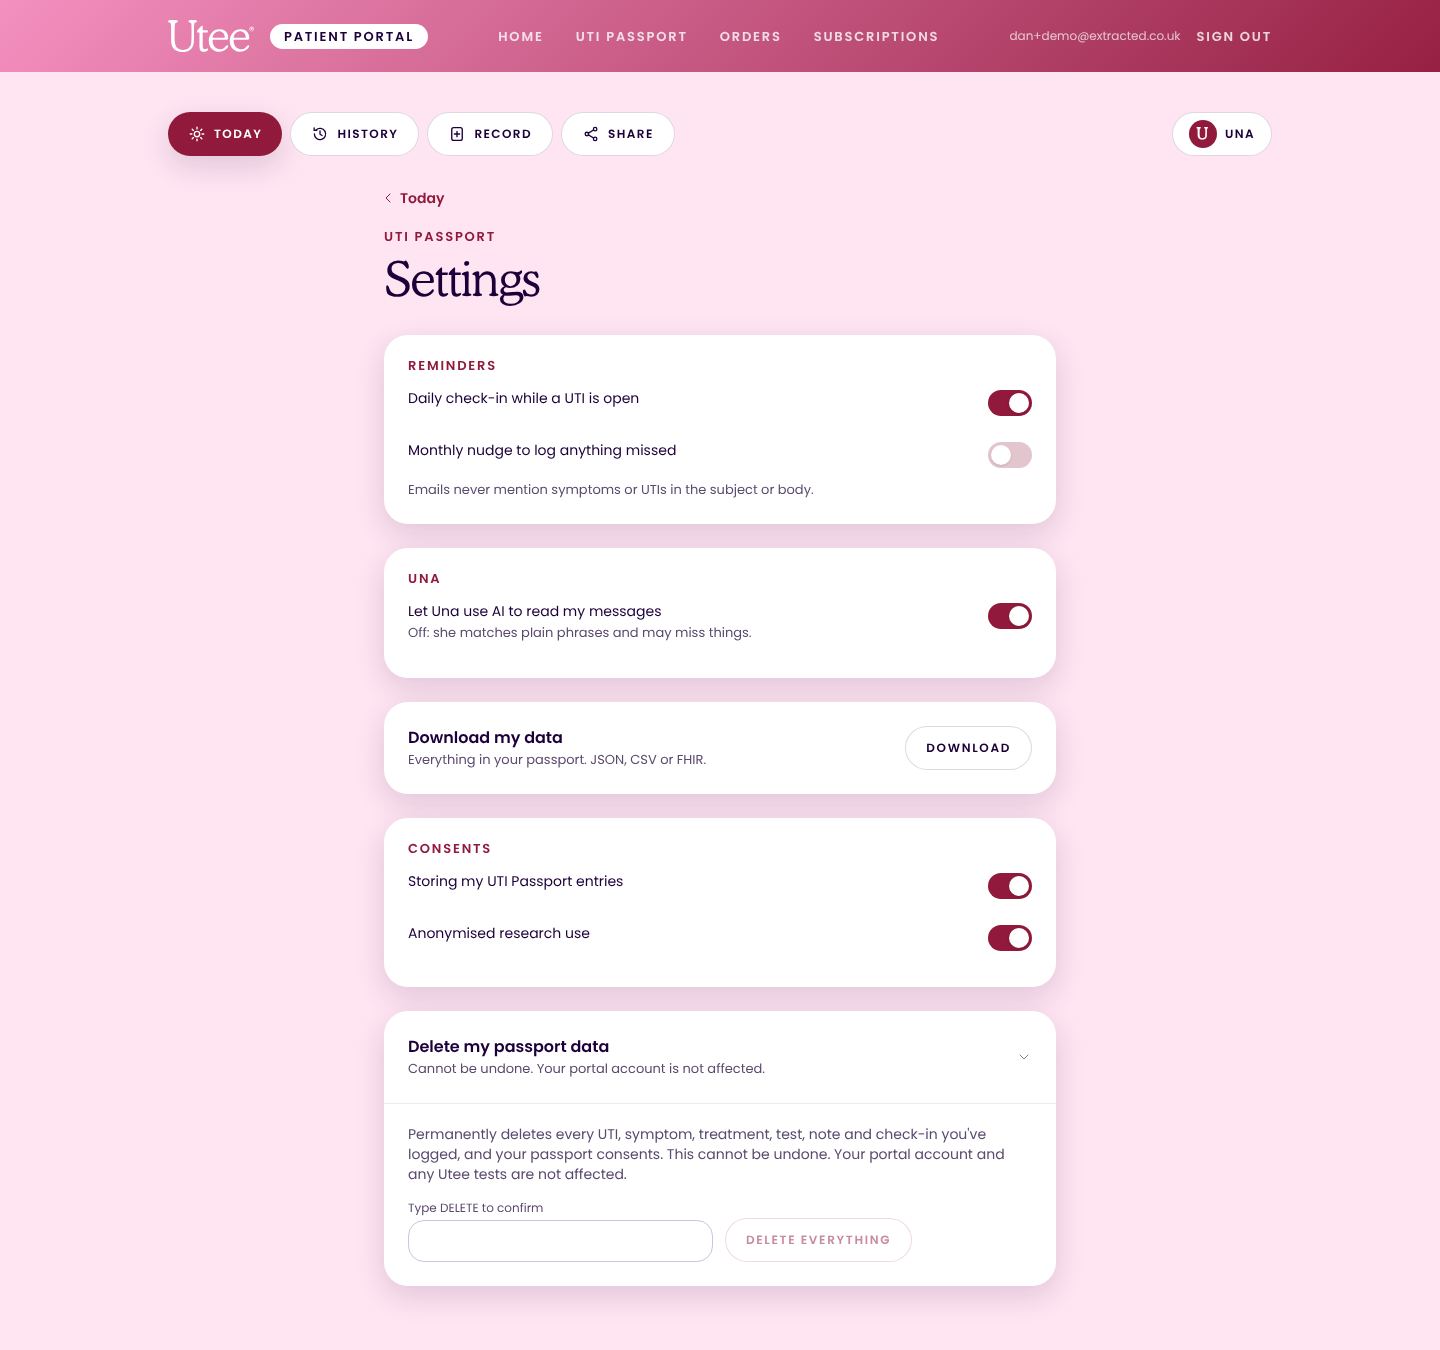 Utee®
PATIENT PORTAL
HOME
UTI PASSPORT
ORDERS
SUBSCRIPTIONS
dan+demo@extracted.co.uk
SIGN OUT
TODAY
HISTORY
RECORD
SHARE
U
UNA
Today
UTI PASSPORT
Settings
REMINDERS
Daily check-in while a UTI is open
Monthly nudge to log anything missed
Emails never mention symptoms or UTIs in the subject or body.
UNA
Let Una use AI to read my messages
Off: she matches plain phrases and may miss things.
Download my data
Everything in your passport. JSON, CSV or FHIR.
DOWNLOAD
CONSENTS
Storing my UTI Passport entries
Anonymised research use
Delete my passport data
Cannot be undone. Your portal account is not affected.
Permanently deletes every UTI, symptom, treatment, test, note and check-in you've
logged, and your passport consents. This cannot be undone. Your portal account and
any Utee tests are not affected.
Type DELETE to confirm
DELETE EVERYTHING